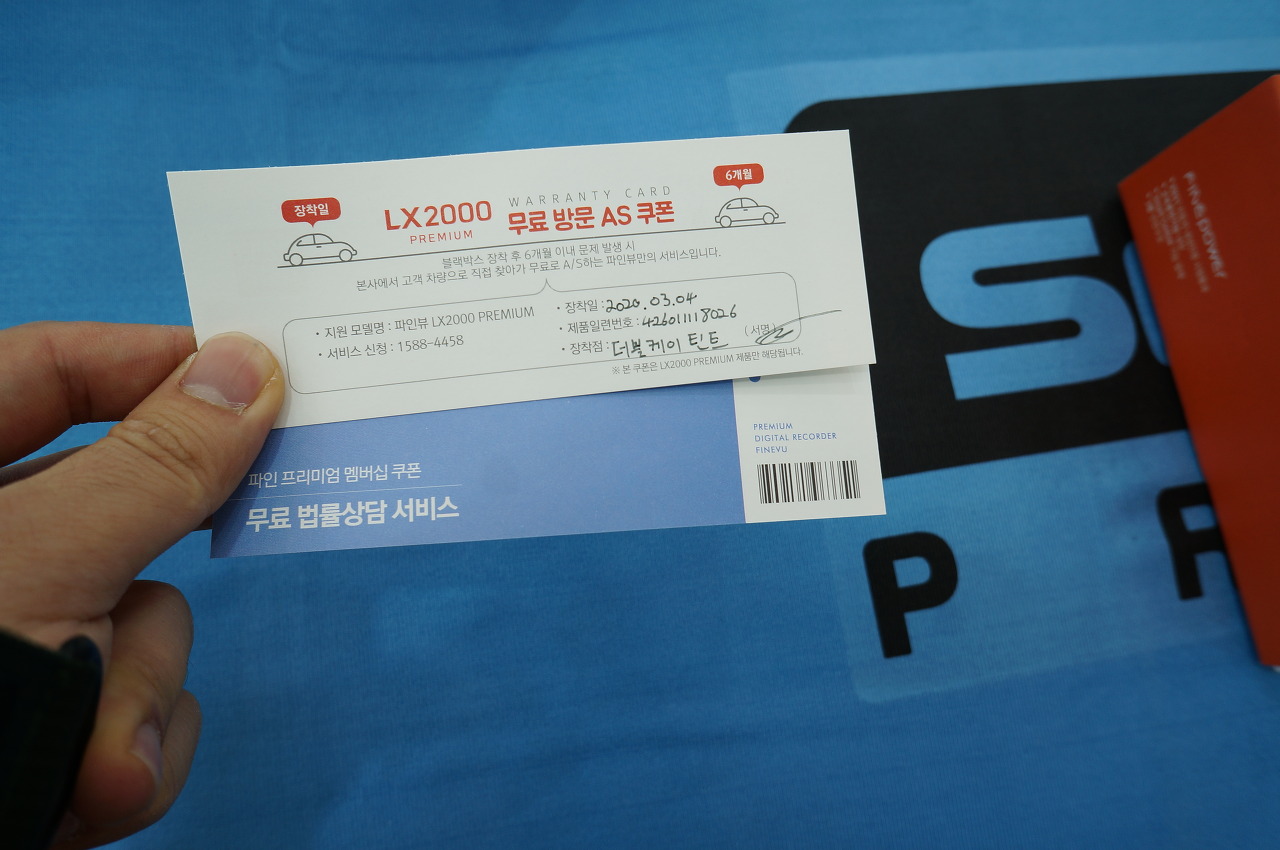 장착일
LX2000
PREMIUM
WARRANTY CARD
무료 방문 AS 쿠폰
6개월
블랙박스 장착 후 6개월 이내 문제 발생 시
본사에서 고객 차량으로 직접 찾아가 무료로 A/S하는 파인뷰만의 서비스입니다.
• 지원 모델명 : 파인뷰 LX2000 PREMIUM
• 서비스 신청 : 1588-4458
• 장착일 : 2020.03.04
• 제품일련번호 : 426011118026
• 장착점 : 더블케이 틴트 (서명)
※ 본 쿠폰은 LX2000 PREMIUM 제품만 해당됩니다.
파인 프리미엄 멤버십 쿠폰
무료 법률상담 서비스
PREMIUM
DIGITAL RECORDER
FINEVU
S
P R
Fine power